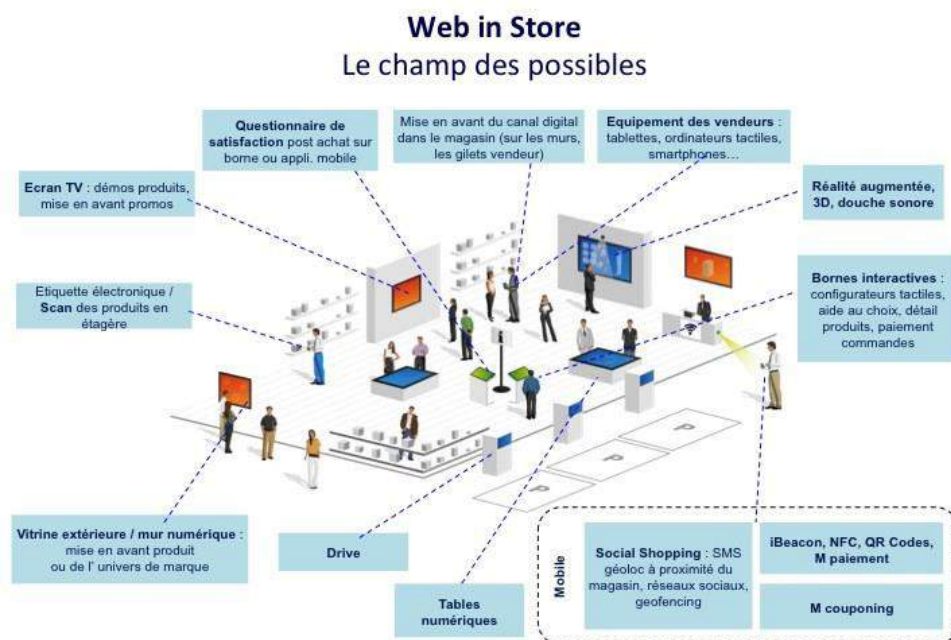 Web in Store
Le champ des possibles
Questionnaire de
satisfaction post achat sur
borne ou appli. mobile
Mise en avant du canal digital
dans le magasin (sur les murs,
les gilets vendeur)
Equipement des vendeurs :
tablettes, ordinateurs tactiles,
smartphones…
Ecran TV : démos produits,
mise en avant promos
Réalité augmentée,
3D, douche sonore
Etiquette électronique /
Scan des produits en
étagère
Bornes interactives :
configurateurs tactiles,
aide au choix, détail
produits, paiement
commandes
P
P
P
Vitrine extérieure / mur numérique :
mise en avant produit
ou de l' univers de marque
Drive
Tables
numériques
Mobile
Social Shopping : SMS
géoloc à proximité du
magasin, réseaux sociaux,
geofencing
iBeacon, NFC, QR Codes,
M paiement
M couponing